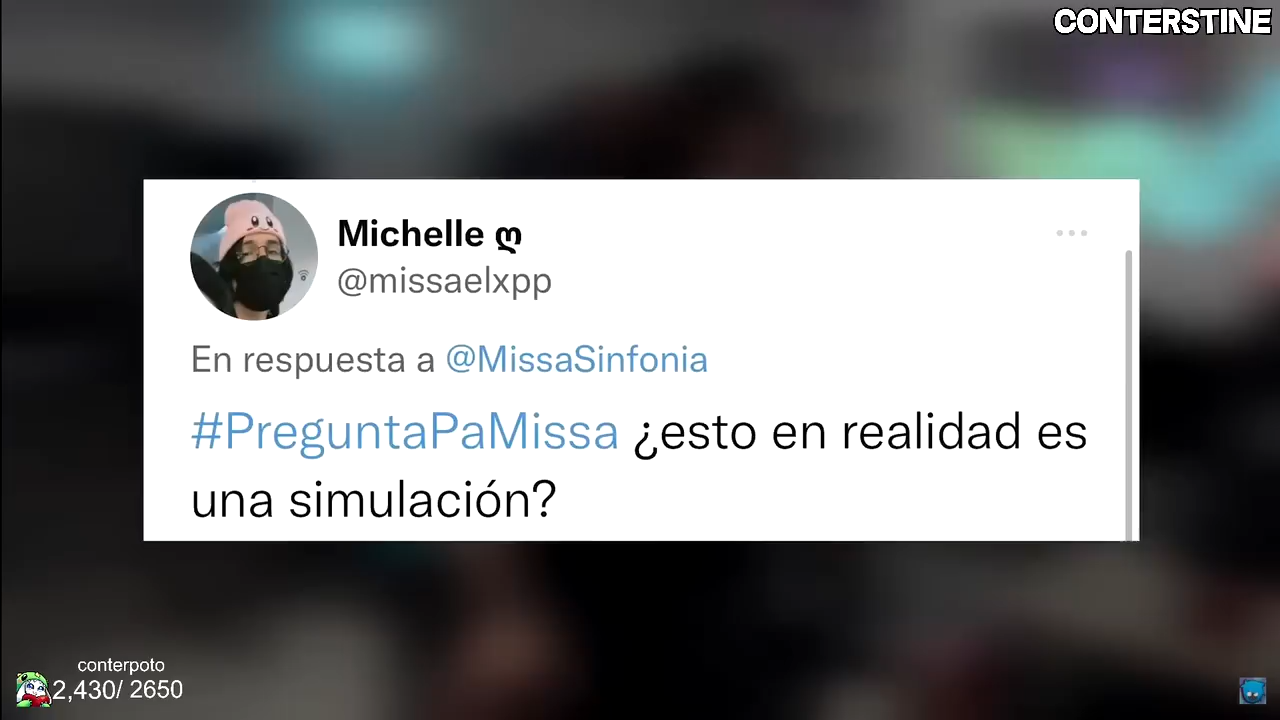 CONTERSTINE
Michelle ღ
@missaelxpp
En respuesta a @MissaSinfonia
#PreguntaPaMissa ¿esto en realidad es
una simulación?
conterpoto
2,430/ 2650